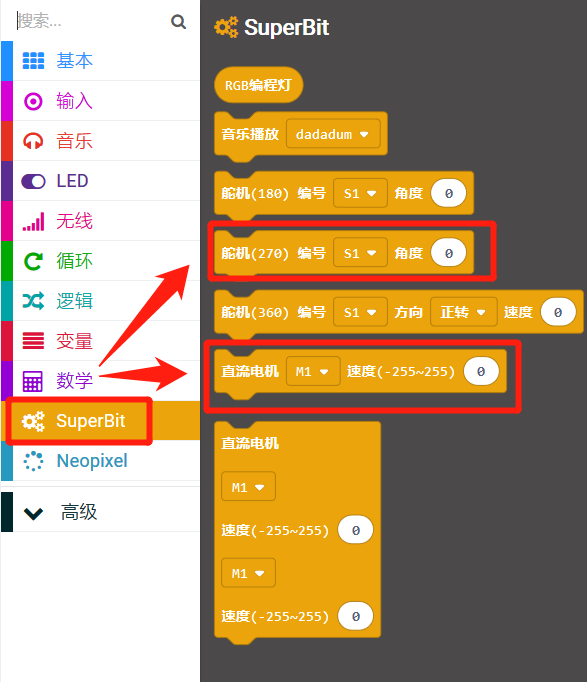 搜索...
基本
输入
音乐
LED
无线
循环
逻辑
变量
数学
SuperBit
Neopixel
高级
SuperBit
RGB编程灯
音乐播放 dadadum
舵机(180) 编号 S1 角度 0
舵机(270) 编号 S1 角度 0
舵机(360) 编号 S1 方向 正转 速度 0
直流电机 M1 速度(-255~255) 0
直流电机
M1
速度(-255~255) 0
M1
速度(-255~255) 0